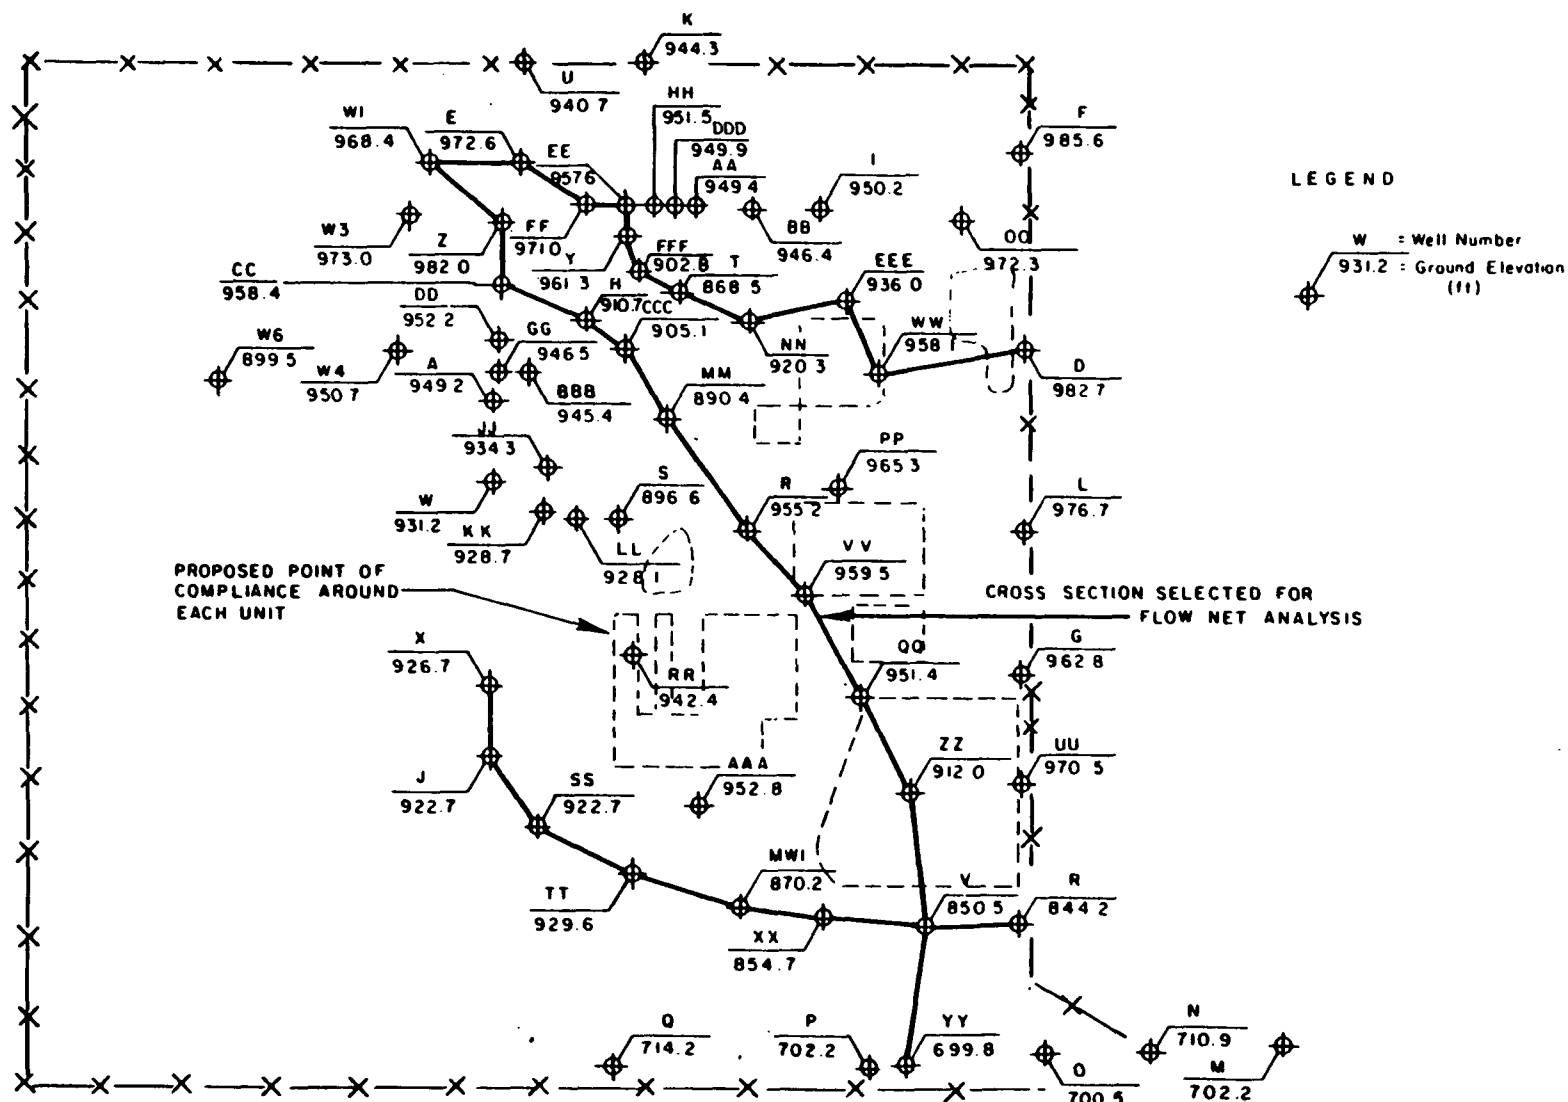 K
944.3
U
940 7
HH
951.5
DDD
949.9
AA
949 4
WI
968.4
E
972.6
EE
957 6
I
950.2
F
985.6
LEGEND
W = Well Number
931.2 = Ground Elevation
(ft)
W3
973.0
Z
982 0
FF
971 0
Y
961 3
FFF
902.8
T
868 5
BB
946.4
OO
972.3
EEE
936 0
CC
958.4
H
910.7
CCC
905.1
DD
952 2
GG
946 5
W6
899 5
W4
950.7
A
949 2
BBB
945.4
MM
890 4
NN
920 3
WW
958
D
982 7
JJ
934 3
PP
965 3
W
931.2
S
896 6
R
955 2
L
976.7
KK
928.7
LL
928 1
VV
959 5
PROPOSED POINT OF
COMPLIANCE AROUND
EACH UNIT
CROSS SECTION SELECTED FOR
FLOW NET ANALYSIS
X
926.7
RR
942.4
QQ
951.4
G
962 8
J
922.7
SS
922.7
AAA
952.8
ZZ
912 0
UU
970 5
TT
929.6
MWI
870.2
XX
854.7
V
850 5
R
844 2
Q
714.2
P
702.2
YY
699.8
O
700.5
N
710.9
M
702.2